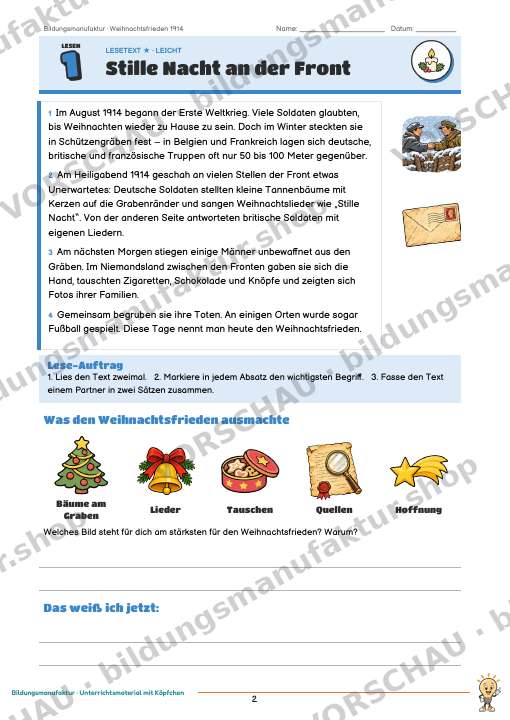 Bildungsmanufaktur · Weihnachtsfrieden 1914
Name: Datum:
LESEN
1
LESETEXT ★ · LEICHT
Stille Nacht an der Front
1 Im August 1914 begann der Erste Weltkrieg. Viele Soldaten glaubten,
bis Weihnachten wieder zu Hause zu sein. Doch im Winter steckten sie
in Schützengräben fest – in Belgien und Frankreich lagen sich deutsche,
britische und französische Truppen oft nur 50 bis 100 Meter gegenüber.
2 Am Heiligabend 1914 geschah an vielen Stellen der Front etwas
Unerwartetes: Deutsche Soldaten stellten kleine Tannenbäume mit
Kerzen auf die Grabenränder und sangen Weihnachtslieder wie „Stille
Nacht“. Von der anderen Seite antworteten britische Soldaten mit
eigenen Liedern.
3 Am nächsten Morgen stiegen einige Männer unbewaffnet aus den
Gräben. Im Niemandsland zwischen den Fronten gaben sie sich die
Hand, tauschten Zigaretten, Schokolade und Knöpfe und zeigten sich
Fotos ihrer Familien.
4 Gemeinsam begruben sie ihre Toten. An einigen Orten wurde sogar
Fußball gespielt. Diese Tage nennt man heute den Weihnachtsfrieden.
Lese-Auftrag
1. Lies den Text zweimal. 2. Markiere in jedem Absatz den wichtigsten Begriff. 3. Fasse den Text
einem Partner in zwei Sätzen zusammen.
Was den Weihnachtsfrieden ausmachte
Bäume am
Graben
Lieder
Tauschen
Quellen
Hoffnung
Welches Bild steht für dich am stärksten für den Weihnachtsfrieden? Warum?
Das weiß ich jetzt:
Bildungsmanufaktur · Unterrichtsmaterial mit Köpfchen
2
VORSCHAU · bildungsmanufaktur.shop